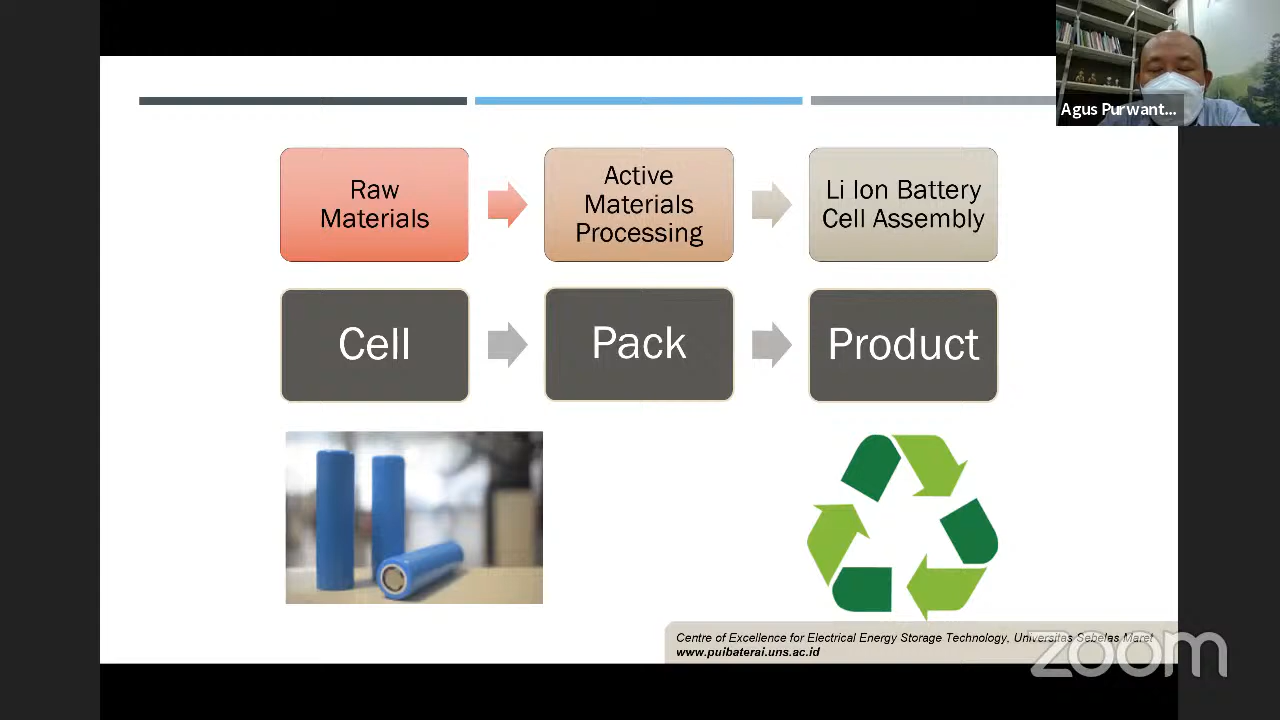 Agus Purwant...
Raw
Materials
Active
Materials
Processing
Li Ion Battery
Cell Assembly
Cell
Pack
Product
Centre of Excellence for Electrical Energy Storage Technology, Universitas Sebelas Maret
www.puibaterai.uns.ac.id
zoom